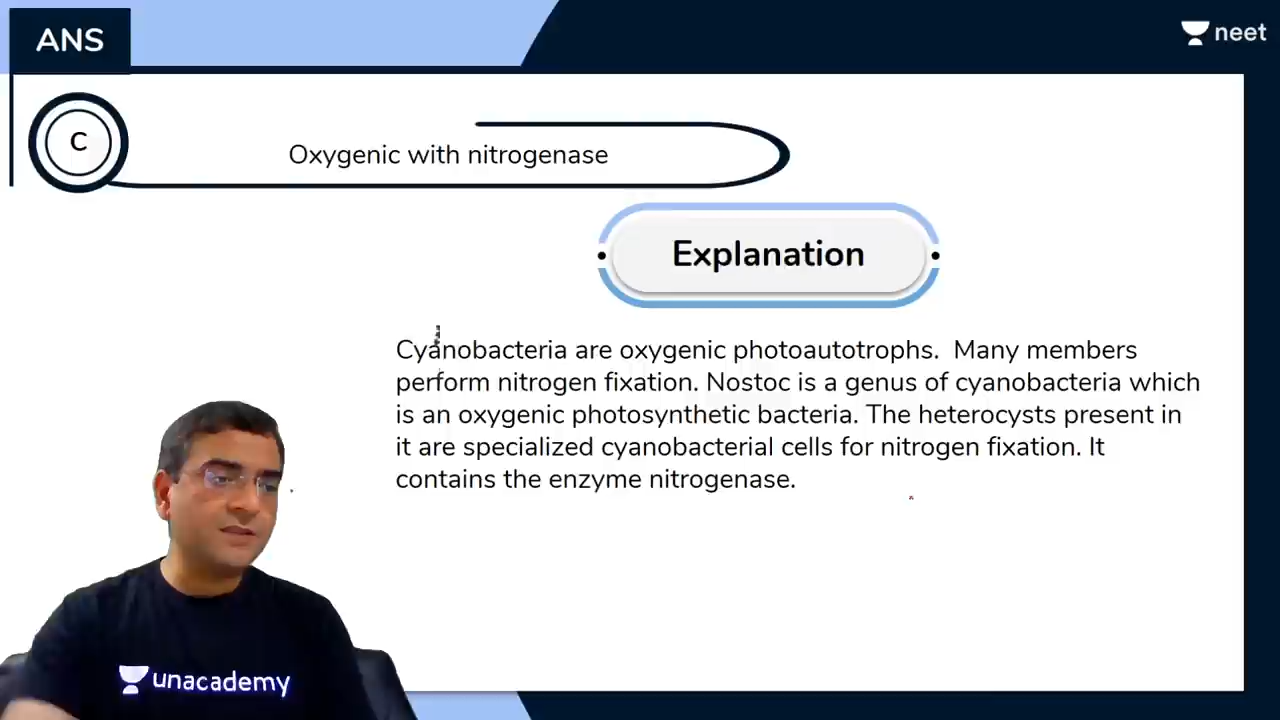 ANS
neet
C
Oxygenic with nitrogenase
Explanation
Cyanobacteria are oxygenic photoautotrophs. Many members
perform nitrogen fixation. Nostoc is a genus of cyanobacteria which
is an oxygenic photosynthetic bacteria. The heterocysts present in
it are specialized cyanobacterial cells for nitrogen fixation. It
contains the enzyme nitrogenase.
unacademy